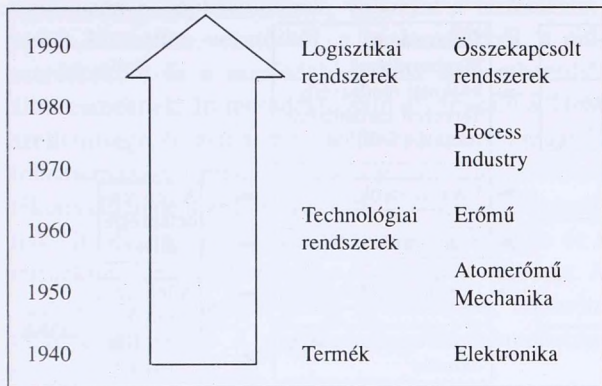 1990 Logisztikai Összekapcsolt
rendszerek rendszerek
1980
Process
1970 Industry
Technológiai Erőmű
1960 rendszerek
Atomerőmű
1950 Mechanika
1940 Termék Elektronika